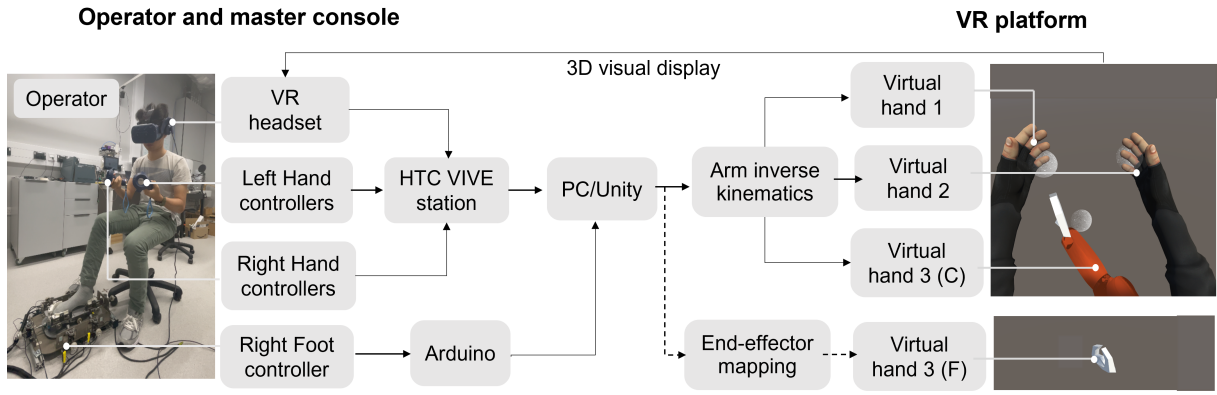 Operator and master console
VR platform
3D visual display
Operator
VR
headset
Left Hand
controllers
Right Hand
controllers
Right Foot
controller
HTC VIVE
station
Arduino
PC/Unity
Arm inverse
kinematics
End-effector
mapping
Virtual
hand 1
Virtual
hand 2
Virtual
hand 3 (C)
Virtual
hand 3 (F)